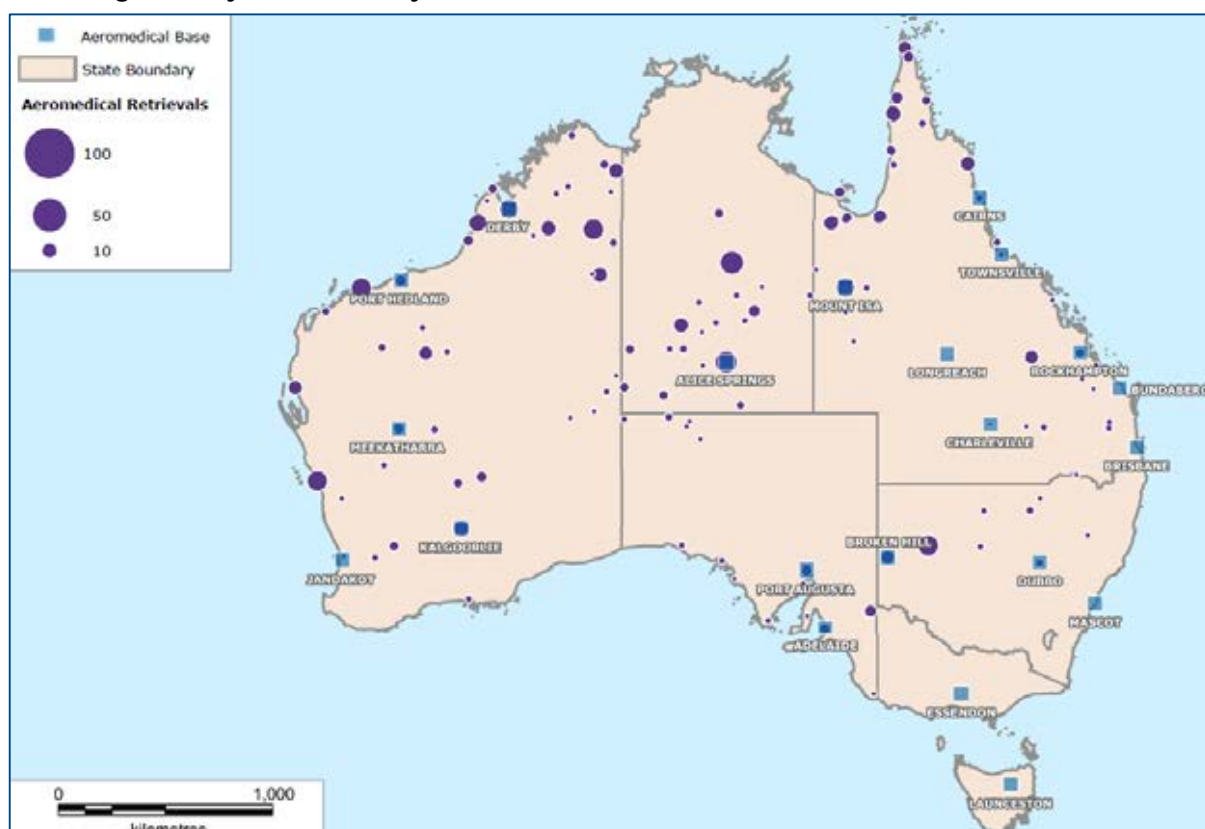 Aeromedical Base
State Boundary
Aeromedical Retrievals
100
50
10
DERBY
CAIRNS
TOWNSVILLE
PORT HEDLAND
MOUNT ISA
ALICE SPRINGS
LONGREACH
ROCKHAMPTON
BUNDABERG
MEEKATHARRA
CHARLEVILLE
BRISBANE
KALGOORLIE
BROKEN HILL
JANDAKOT
PORT AUGUSTA
DUBBO
MASCOT
ADELAIDE
ESSENDON
LAUNCESTON
0 1,000
kilometres